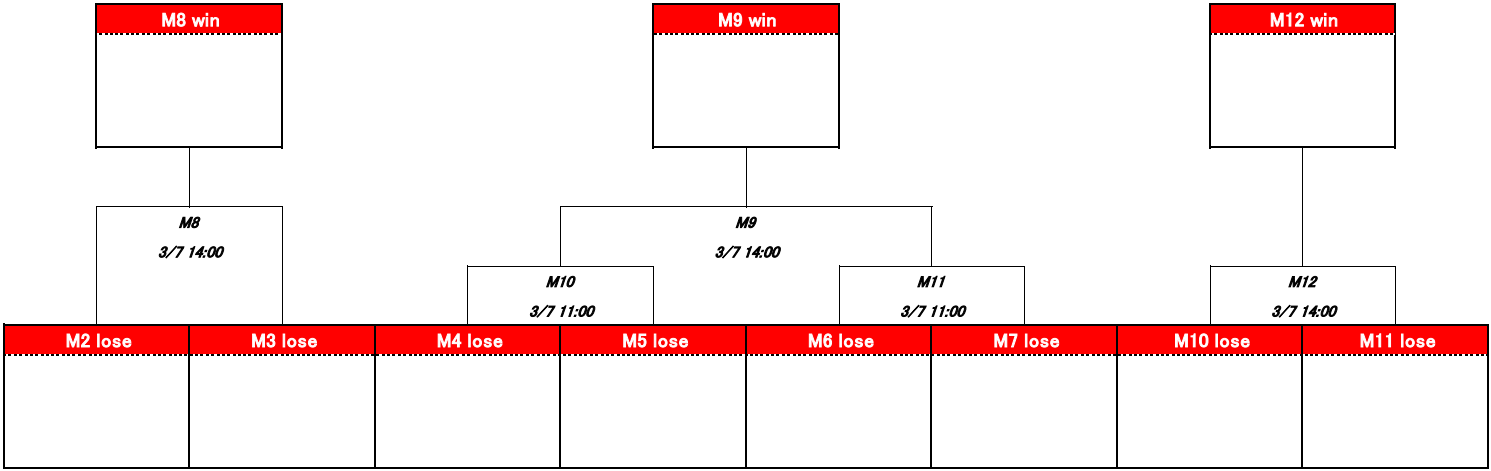 M8 win
M9 win
M12 win
M8
M9
3/7 14:00
3/7 14:00
M10
M11
M12
3/7 11:00
3/7 11:00
3/7 14:00
M2 lose
M3 lose
M4 lose
M5 lose
M6 lose
M7 lose
M10 lose
M11 lose